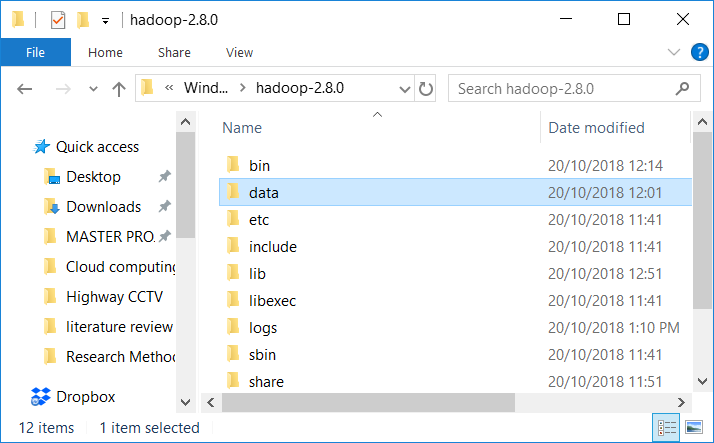 hadoop-2.8.0
File Home Share View
« Wind... hadoop-2.8.0 Search hadoop-2.8.0
Name Date modified
Quick access
Desktop
Downloads
MASTER PRO.
Cloud computing
Highway CCTV
literature review
Research Method
Dropbox
bin 20/10/2018 12:14
data 20/10/2018 12:01
etc 20/10/2018 11:41
include 20/10/2018 11:41
lib 20/10/2018 12:51
libexec 20/10/2018 11:41
logs 20/10/2018 1:10 PM
sbin 20/10/2018 11:41
share 20/10/2018 11:51
12 items 1 item selected